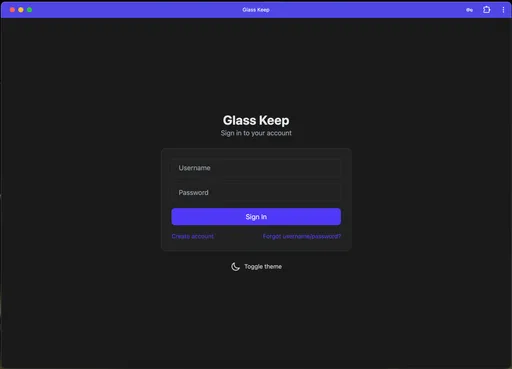 Glass Keep
Glass Keep
Sign in to your account
Username
Password
Sign in
Create account
Forgot username/password?
Toggle theme